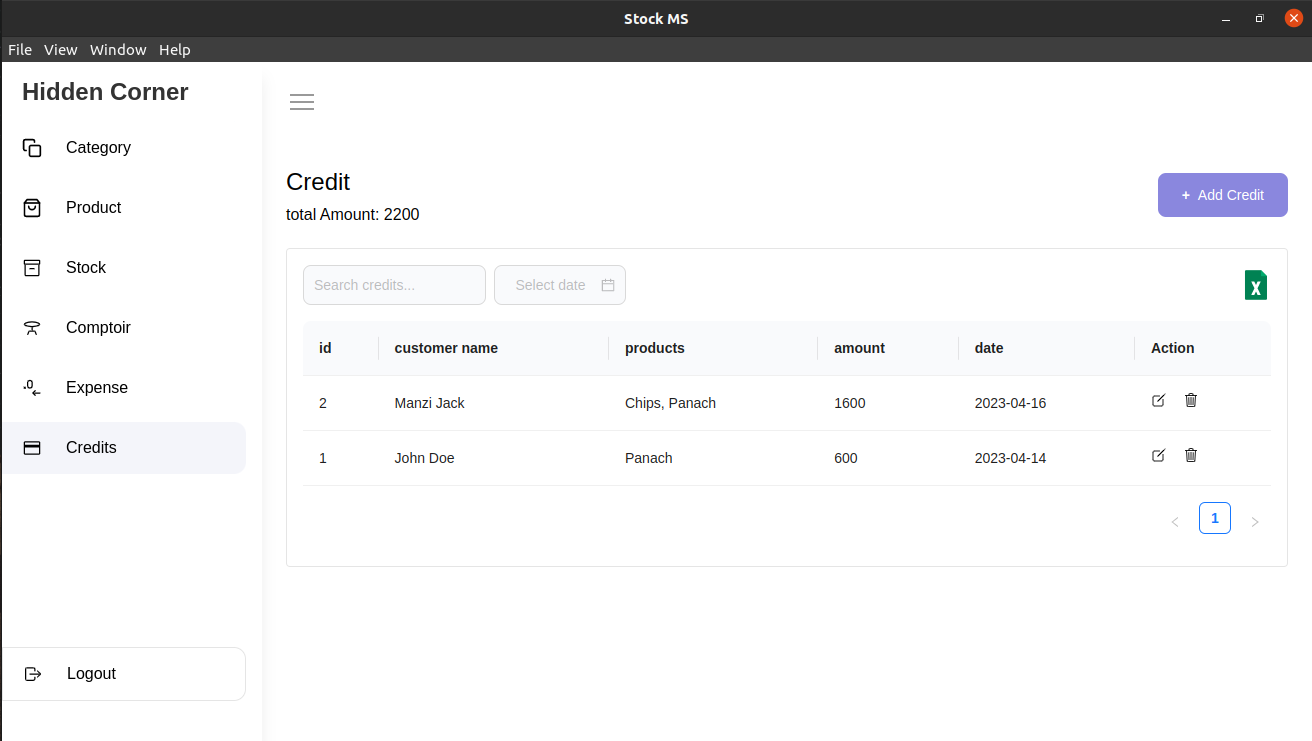 Stock MS
File View Window Help
Hidden Corner
Category
Product
Stock
Comptoir
Expense
Credits
Logout
Credit
total Amount: 2200
+ Add Credit
Search credits...
Select date
id customer name products amount date Action
2 Manzi Jack Chips, Panach 1600 2023-04-16
1 John Doe Panach 600 2023-04-14
< 1 >